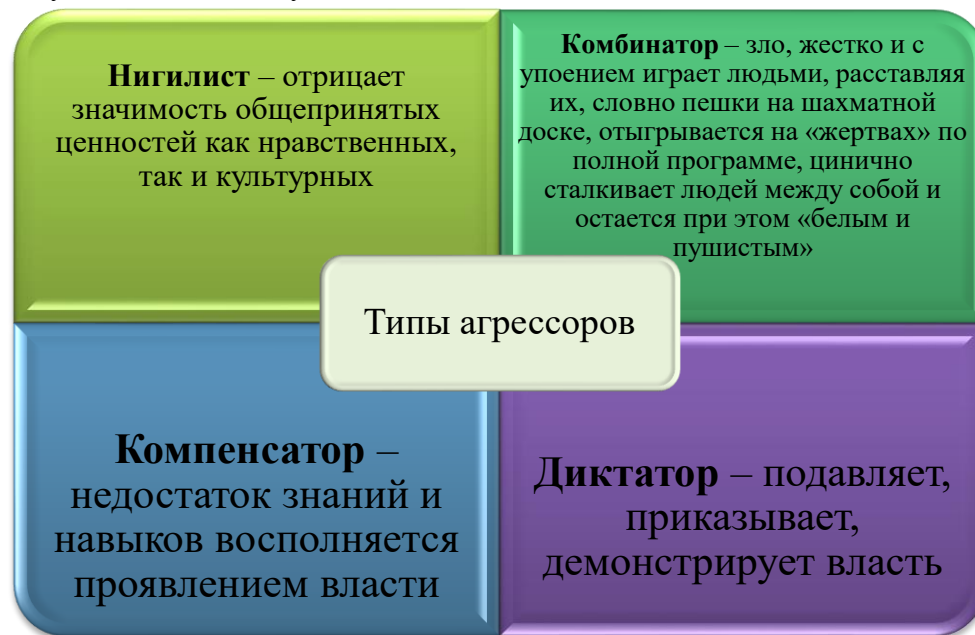 Нигилист – отрицает
значимость общепринятых
ценностей как нравственных,
так и культурных
Комбинатор – зло, жестко и с
упоением играет людьми, расставляя
их, словно пешки на шахматной
доске, отыгрывается на «жертвах» по
полной программе, цинично
сталкивает людей между собой и
остается при этом «белым и
пушистым»
Типы агрессоров
Компенсатор –
недостаток знаний и
навыков восполняется
проявлением власти
Диктатор – подавляет,
приказывает,
демонстрирует власть